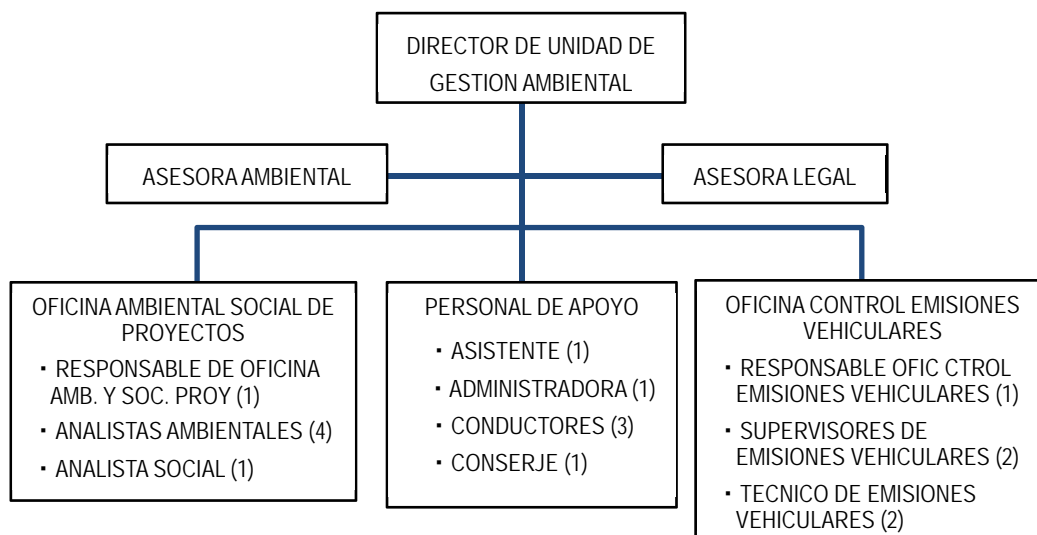 DIRECTOR DE UNIDAD DE
GESTION AMBIENTAL
ASESORA AMBIENTAL
ASESORA LEGAL
OFICINA AMBIENTAL SOCIAL DE
PROYECTOS
· RESPONSABLE DE OFICINA
AMB. Y SOC. PROY (1)
· ANALISTAS AMBIENTALES (4)
· ANALISTA SOCIAL (1)
PERSONAL DE APOYO
· ASISTENTE (1)
· ADMINISTRADORA (1)
· CONDUCTORES (3)
· CONSERJE (1)
OFICINA CONTROL EMISIONES
VEHICULARES
· RESPONSABLE OFIC CTROL
EMISIONES VEHICULARES (1)
· SUPERVISORES DE
EMISIONES VEHICULARES (2)
· TECNICO DE EMISIONES
VEHICULARES (2)